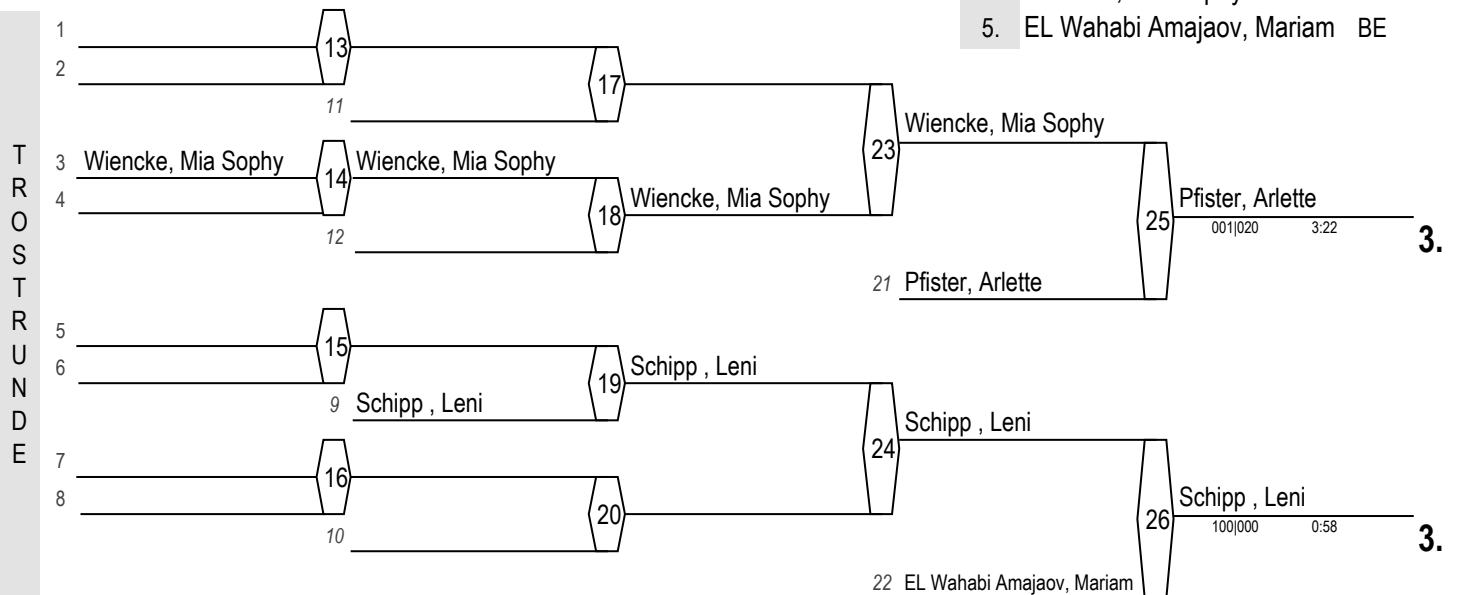 5. EL Wahabi Amajaov, Mariam BE
TROSTRUNDE
1
13
2
17
11
Wiencke, Mia Sophy
23
3 Wiencke, Mia Sophy
14
Wiencke, Mia Sophy
4
18
Wiencke, Mia Sophy
12
25
Pfister, Arlette
001|020 3:22
3.
21 Pfister, Arlette
5
15
6
19
Schipp , Leni
9 Schipp , Leni
24
Schipp , Leni
7
16
8
20
10
26
Schipp , Leni
100|000 0:58
3.
22 EL Wahabi Amajaov, Mariam